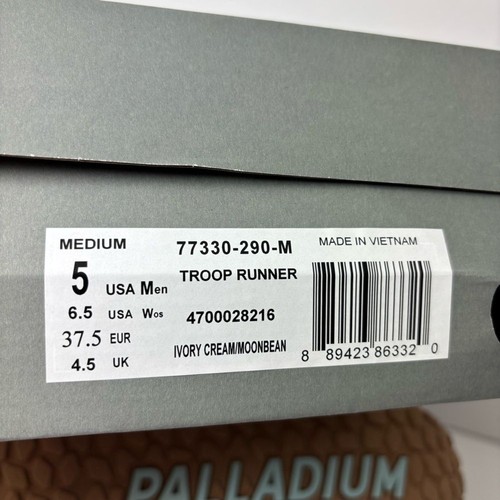 MEDIUM
5 USA Men
6.5 USA Wos
37.5 EUR
4.5 UK
77330-290-M
TROOP RUNNER
4700028216
IVORY CREAM/MOONBEAN
MADE IN VIETNAM
8 89423 86332 0
PALLADIUM